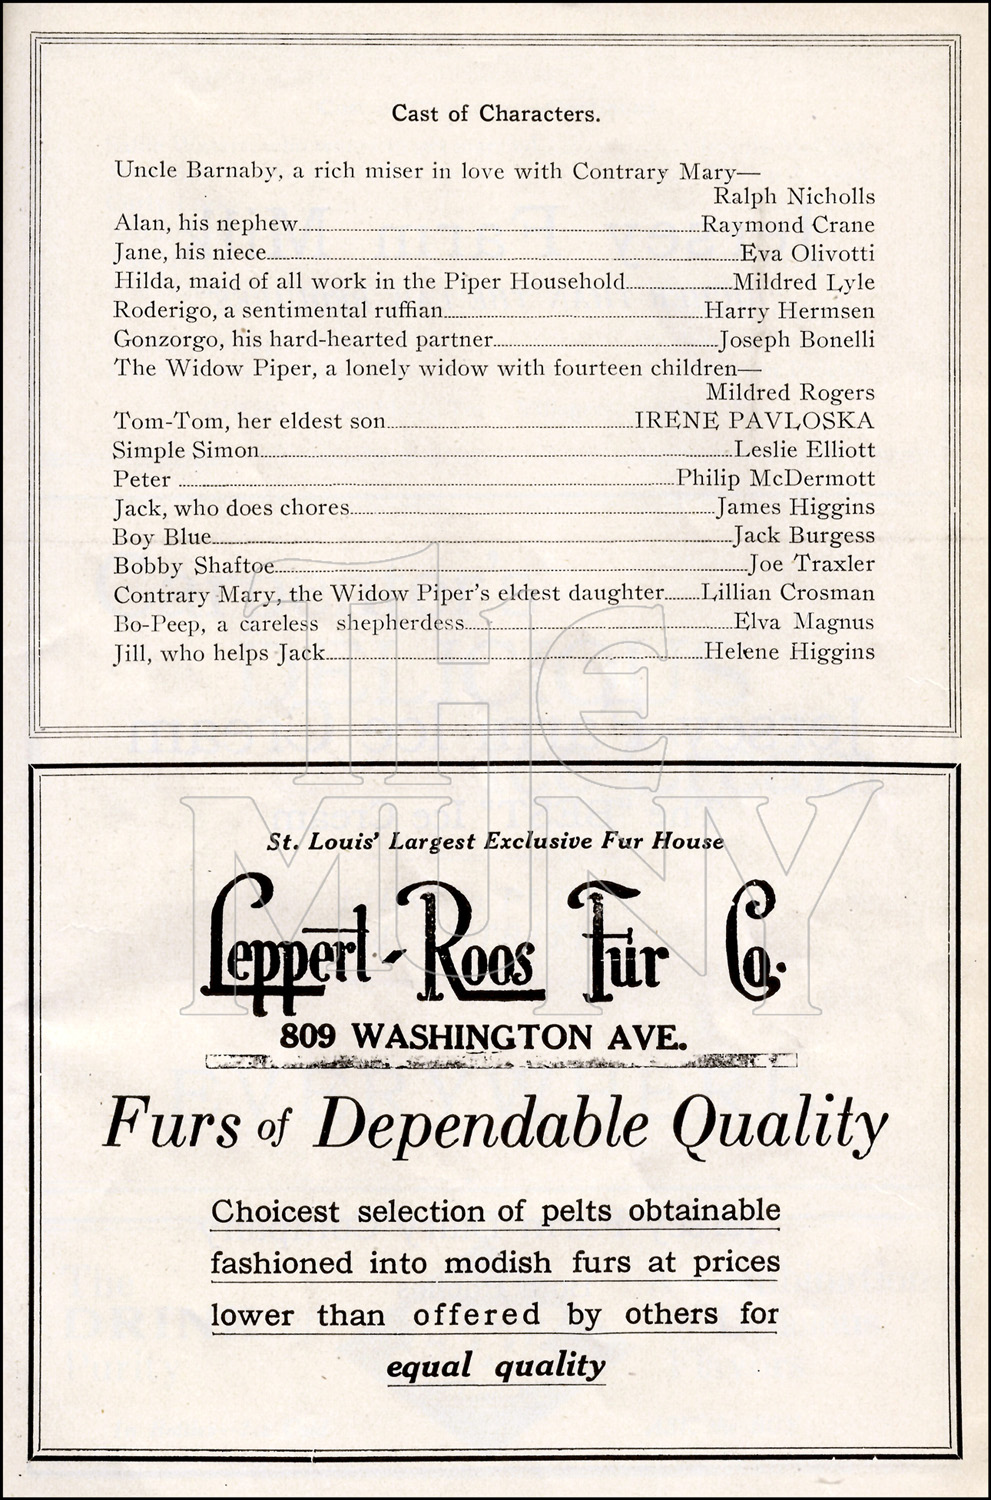 Cast of Characters.
Uncle Barnaby, a rich miser in love with Contrary Mary—
Ralph Nicholls
Alan, his nephew........Raymond Crane
Jane, his niece........Eva Olivotti
Hilda, maid of all work in the Piper Household........Mildred Lyle
Roderigo, a sentimental ruffian........Harry Hermsen
Gonzorgo, his hard-hearted partner........Joseph Bonelli
The Widow Piper, a lonely widow with fourteen children—
Mildred Rogers
Tom-Tom, her eldest son........IRENE PAVLOSKA
Simple Simon........Leslie Elliott
Peter ........Philip McDermott
Jack, who does chores........James Higgins
Boy Blue........Jack Burgess
Bobby Shaftoe........Joe Traxler
Contrary Mary, the Widow Piper's eldest daughter........Lillian Crosman
Bo-Peep, a careless shepherdess........Elva Magnus
Jill, who helps Jack........Helene Higgins
THE
MUNY
St. Louis' Largest Exclusive Fur House
Leppert-Roos Fur Co.
809 WASHINGTON AVE.
Furs of Dependable Quality
Choicest selection of pelts obtainable
fashioned into modish furs at prices
lower than offered by others for
equal quality